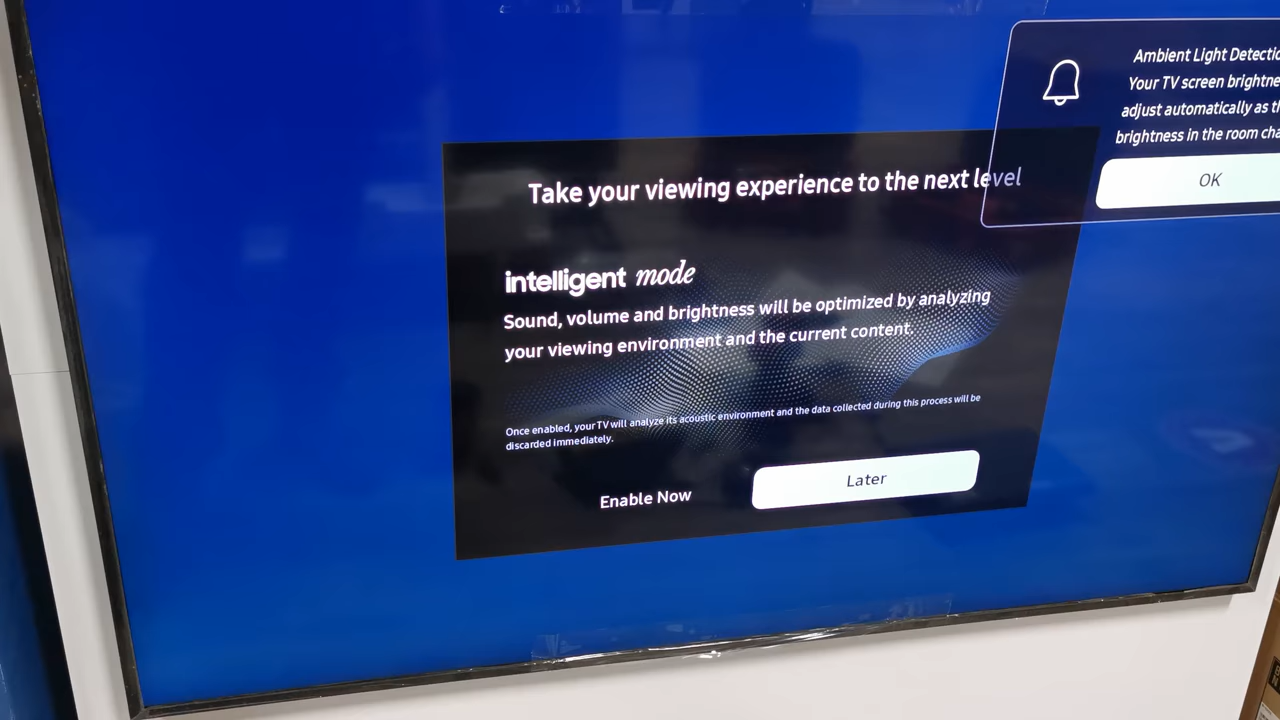 Take your viewing experience to the next level
intelligent mode
Sound, volume and brightness will be optimized by analyzing
your viewing environment and the current content.
Once enabled, your TV will analyze its acoustic environment and the data collected during this process will be
discarded immediately.
Enable Now
Later
Ambient Light Detectio
Your TV screen brightne
adjust automatically as th
brightness in the room cha
OK